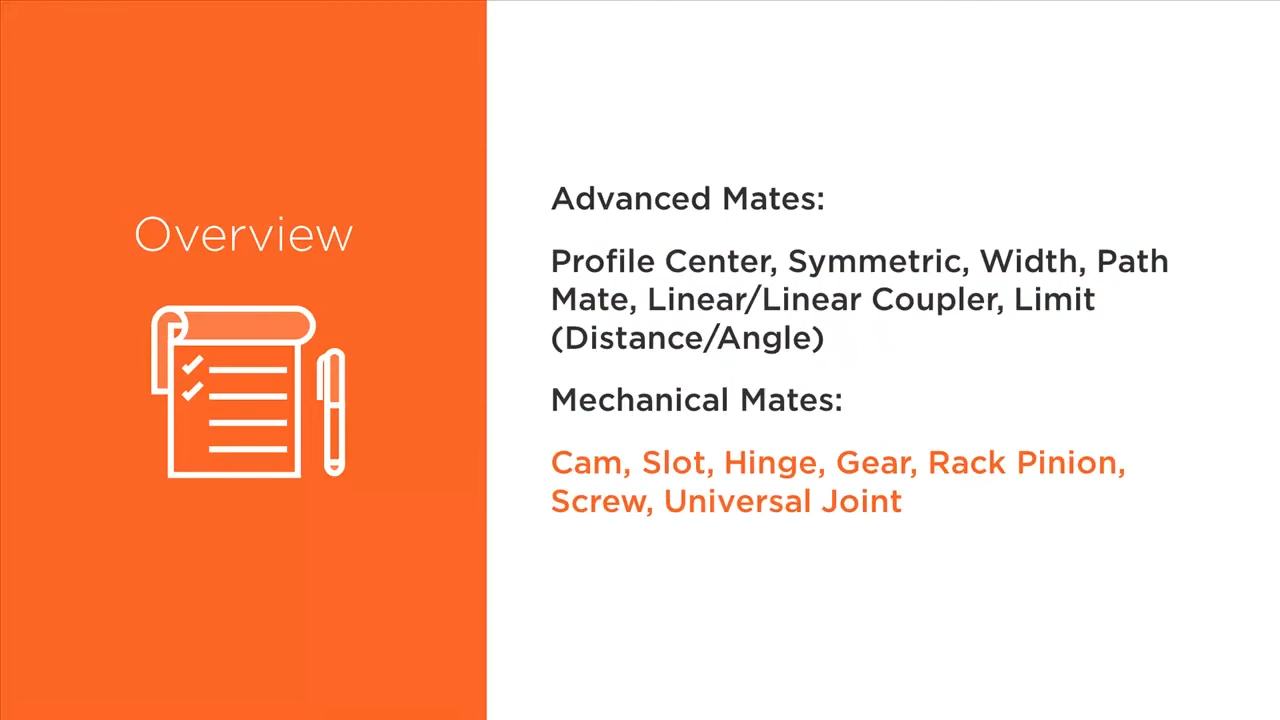 Overview
Advanced Mates:
Profile Center, Symmetric, Width, Path
Mate, Linear/Linear Coupler, Limit
(Distance/Angle)
Mechanical Mates:
Cam, Slot, Hinge, Gear, Rack Pinion,
Screw, Universal Joint